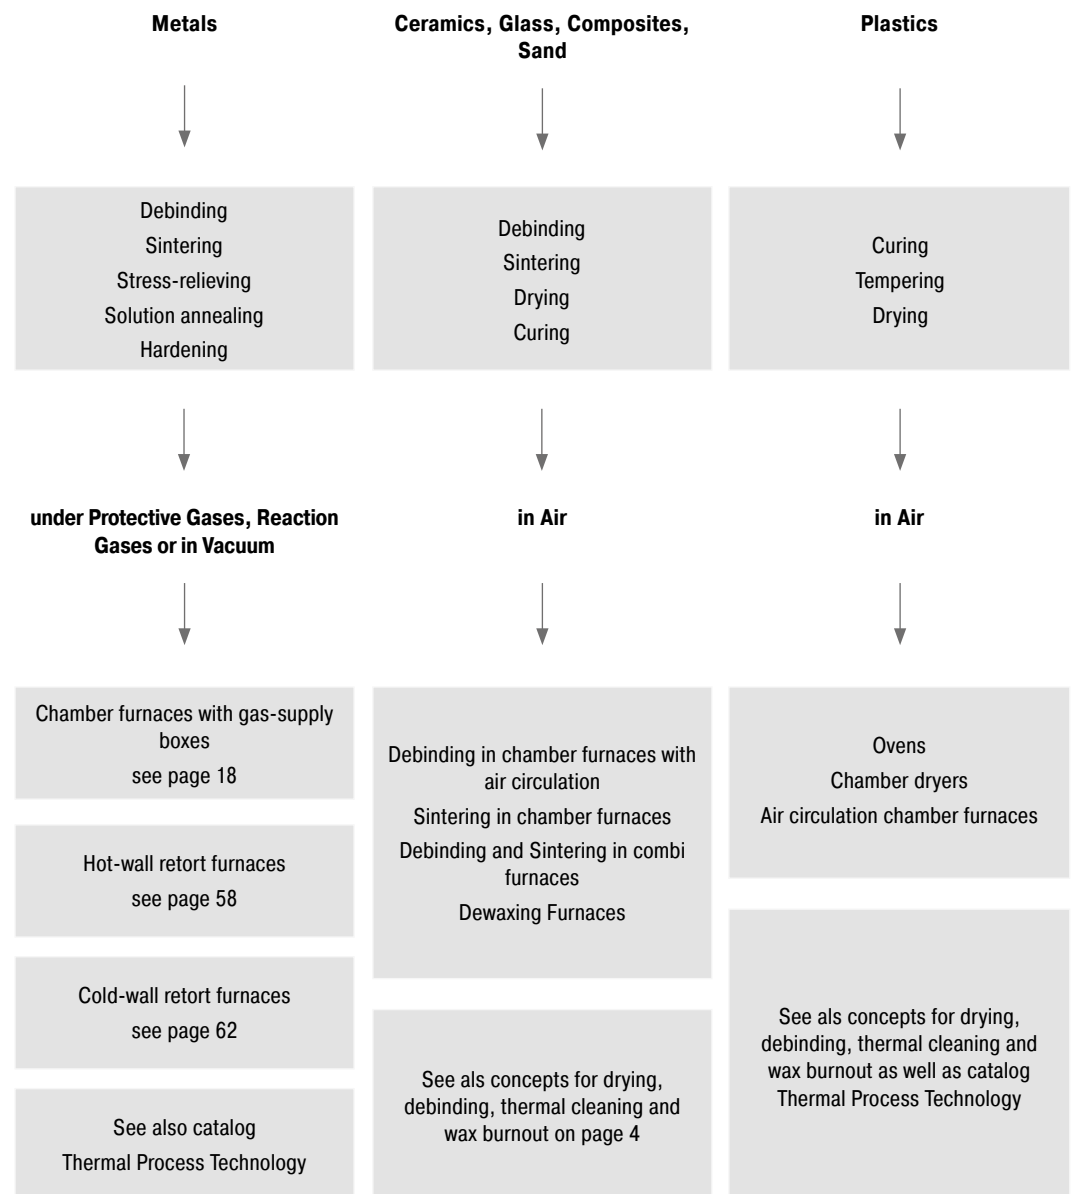 Metals
Debinding
Sintering
Stress-relieving
Solution annealing
Hardening
under Protective Gases, Reaction
Gases or in Vacuum
Chamber furnaces with gas-supply
boxes
see page 18
Hot-wall retort furnaces
see page 58
Cold-wall retort furnaces
see page 62
See also catalog
Thermal Process Technology
Ceramics, Glass, Composites,
Sand
Debinding
Sintering
Drying
Curing
in Air
Debinding in chamber furnaces with
air circulation
Sintering in chamber furnaces
Debinding and Sintering in combi
furnaces
Dewaxing Furnaces
See als concepts for drying,
debinding, thermal cleaning and
wax burnout on page 4
Plastics
Curing
Tempering
Drying
in Air
Ovens
Chamber dryers
Air circulation chamber furnaces
See als concepts for drying,
debinding, thermal cleaning and
wax burnout as well as catalog
Thermal Process Technology